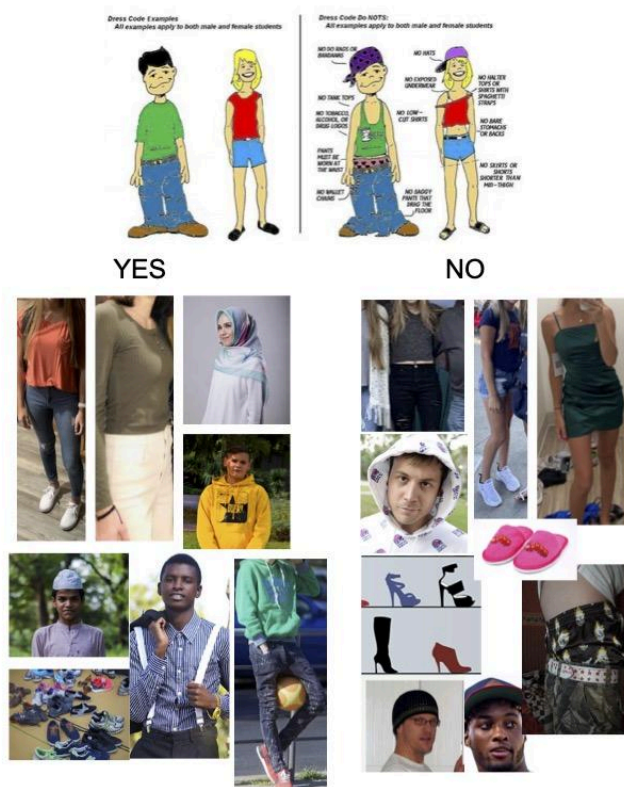 Dress Code Examples
All examples apply to both male and female students
Dress Code Do NOTS:
All examples apply to both male and female students
NO DO RAGS OR
BANDANAS
NO TANK TOPS
NO TOBACCO,
ALCOHOL, OR
DRUG LOGOS
PANTS
MUST BE
WORN AT
THE WAIST
NO WALLET
CHAINS
NO LOW-
CUT SHIRTS
NO BAGGY
PANTS THAT
DRAG THE
FLOOR
NO HATS
NO EXPOSED
UNDERWEAR
NO HALTER
TOPS OR
SHIRTS WITH
SPAGHETTI
STRAPS
NO BARE
STOMACHS
OR BACKS
NO SKIRTS OR
SHORTS
SHORTER THAN
MID-THIGH
YES
NO